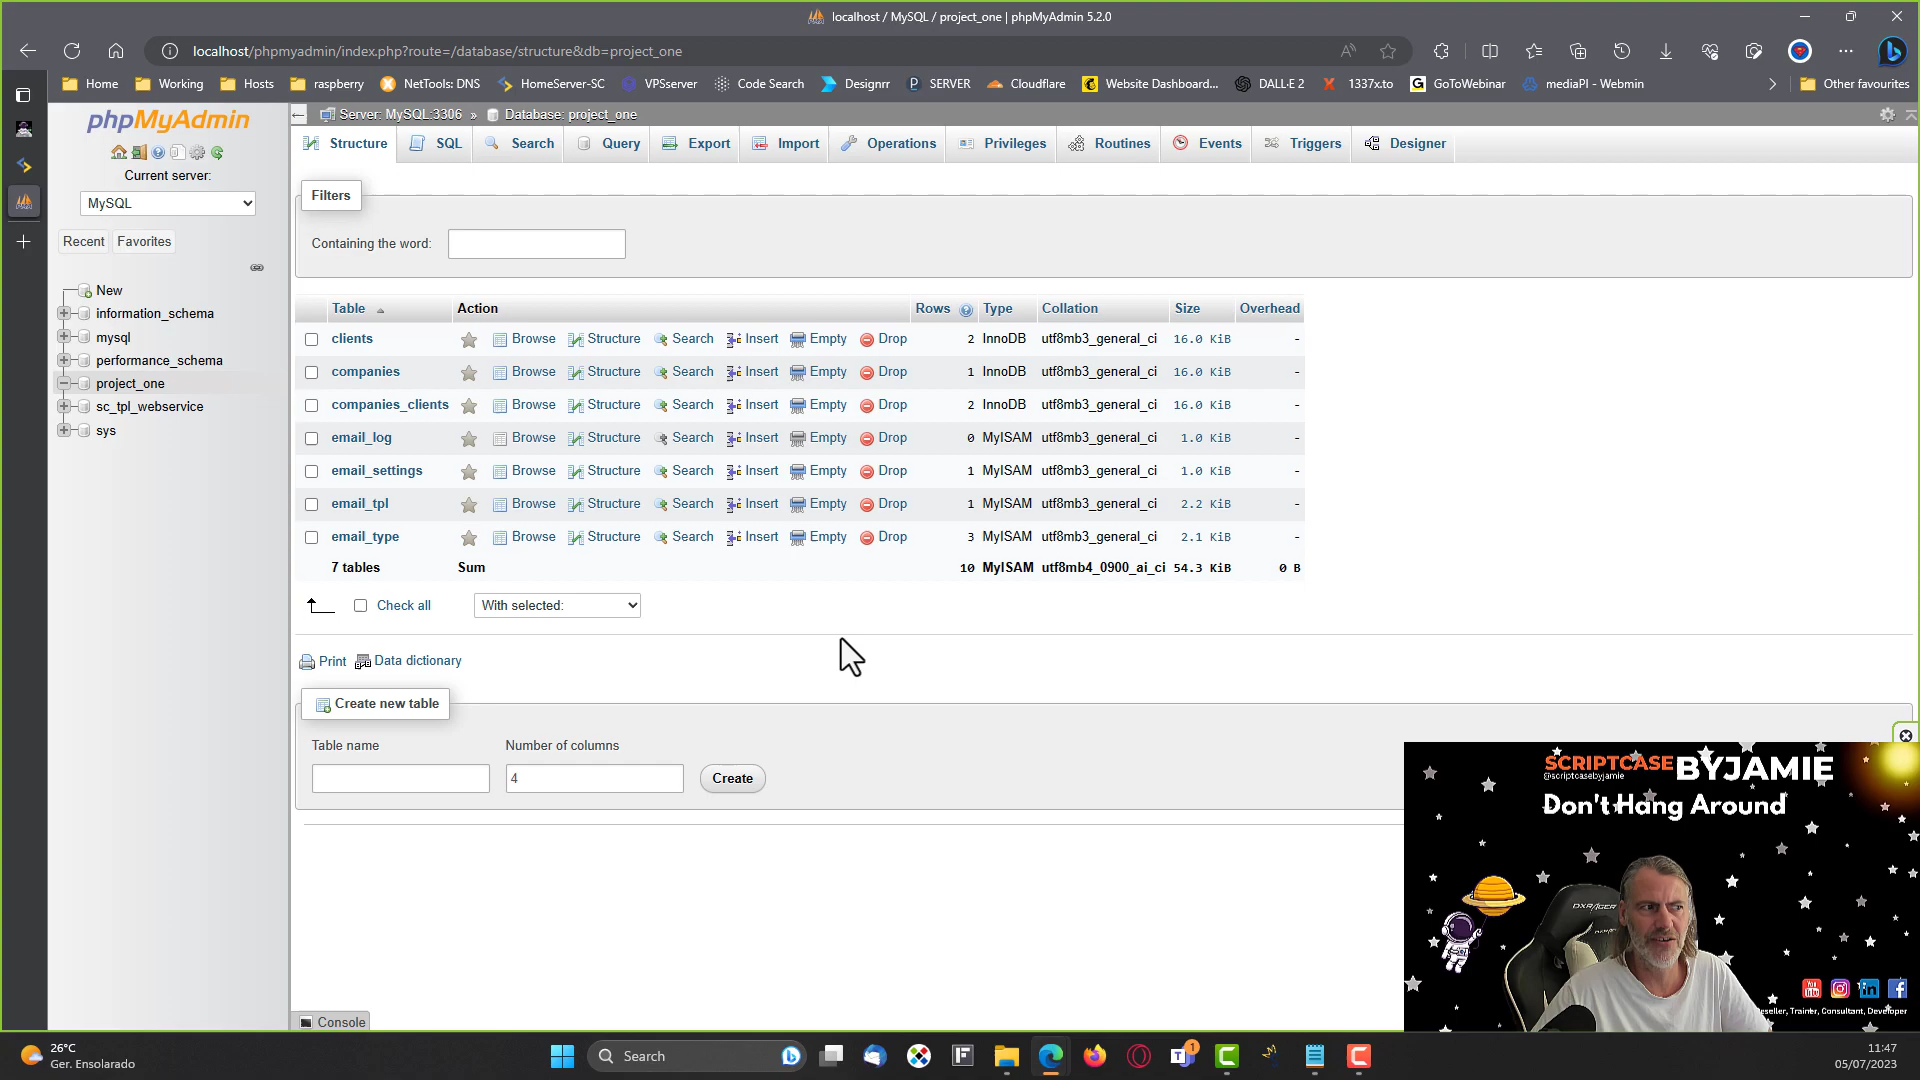 localhost / MySQL / project_one | phpMyAdmin 5.2.0
localhost/phpmyadmin/index.php?route=/database/structure&db=project_one
Home Working Hosts raspberry NetTools: DNS HomeServer-SC VPSserver Code Search Designrr SERVER Cloudflare Website Dashboard... DALL·E 2 1337x.to GoToWebinar mediaPI - Webmin Other favourites
phpMyAdmin
Current server:
MySQL
Recent Favorites
New
information_schema
mysql
performance_schema
project_one
sc_tpl_webservice
sys
Server: MySQL:3306 » Database: project_one
Structure SQL Search Query Export Import Operations Privileges Routines Events Triggers Designer
Filters
Containing the word:
Table Action Rows Type Collation Size Overhead
clients Browse Structure Search Insert Empty Drop 2 InnoDB utf8mb3_general_ci 16.0 KiB -
companies Browse Structure Search Insert Empty Drop 1 InnoDB utf8mb3_general_ci 16.0 KiB -
companies_clients Browse Structure Search Insert Empty Drop 2 InnoDB utf8mb3_general_ci 16.0 KiB -
email_log Browse Structure Search Insert Empty Drop 0 MyISAM utf8mb3_general_ci 1.0 KiB -
email_settings Browse Structure Search Insert Empty Drop 1 MyISAM utf8mb3_general_ci 1.0 KiB -
email_tpl Browse Structure Search Insert Empty Drop 1 MyISAM utf8mb3_general_ci 2.2 KiB -
email_type Browse Structure Search Insert Empty Drop 3 MyISAM utf8mb3_general_ci 2.1 KiB -
7 tables Sum 10 MyISAM utf8mb4_0900_ai_ci 54.3 KiB 0 B
Check all With selected:
Print Data dictionary
Create new table
Table name Number of columns
4 Create
Console
SCRIPTCASE BYJAMIE
@scriptcasebyjamie
Don't Hang Around
DXRACER
eseller, Trainer, Consultant, Developer
26°C
Ger. Ensolarado
Search
1
11:47
05/07/2023